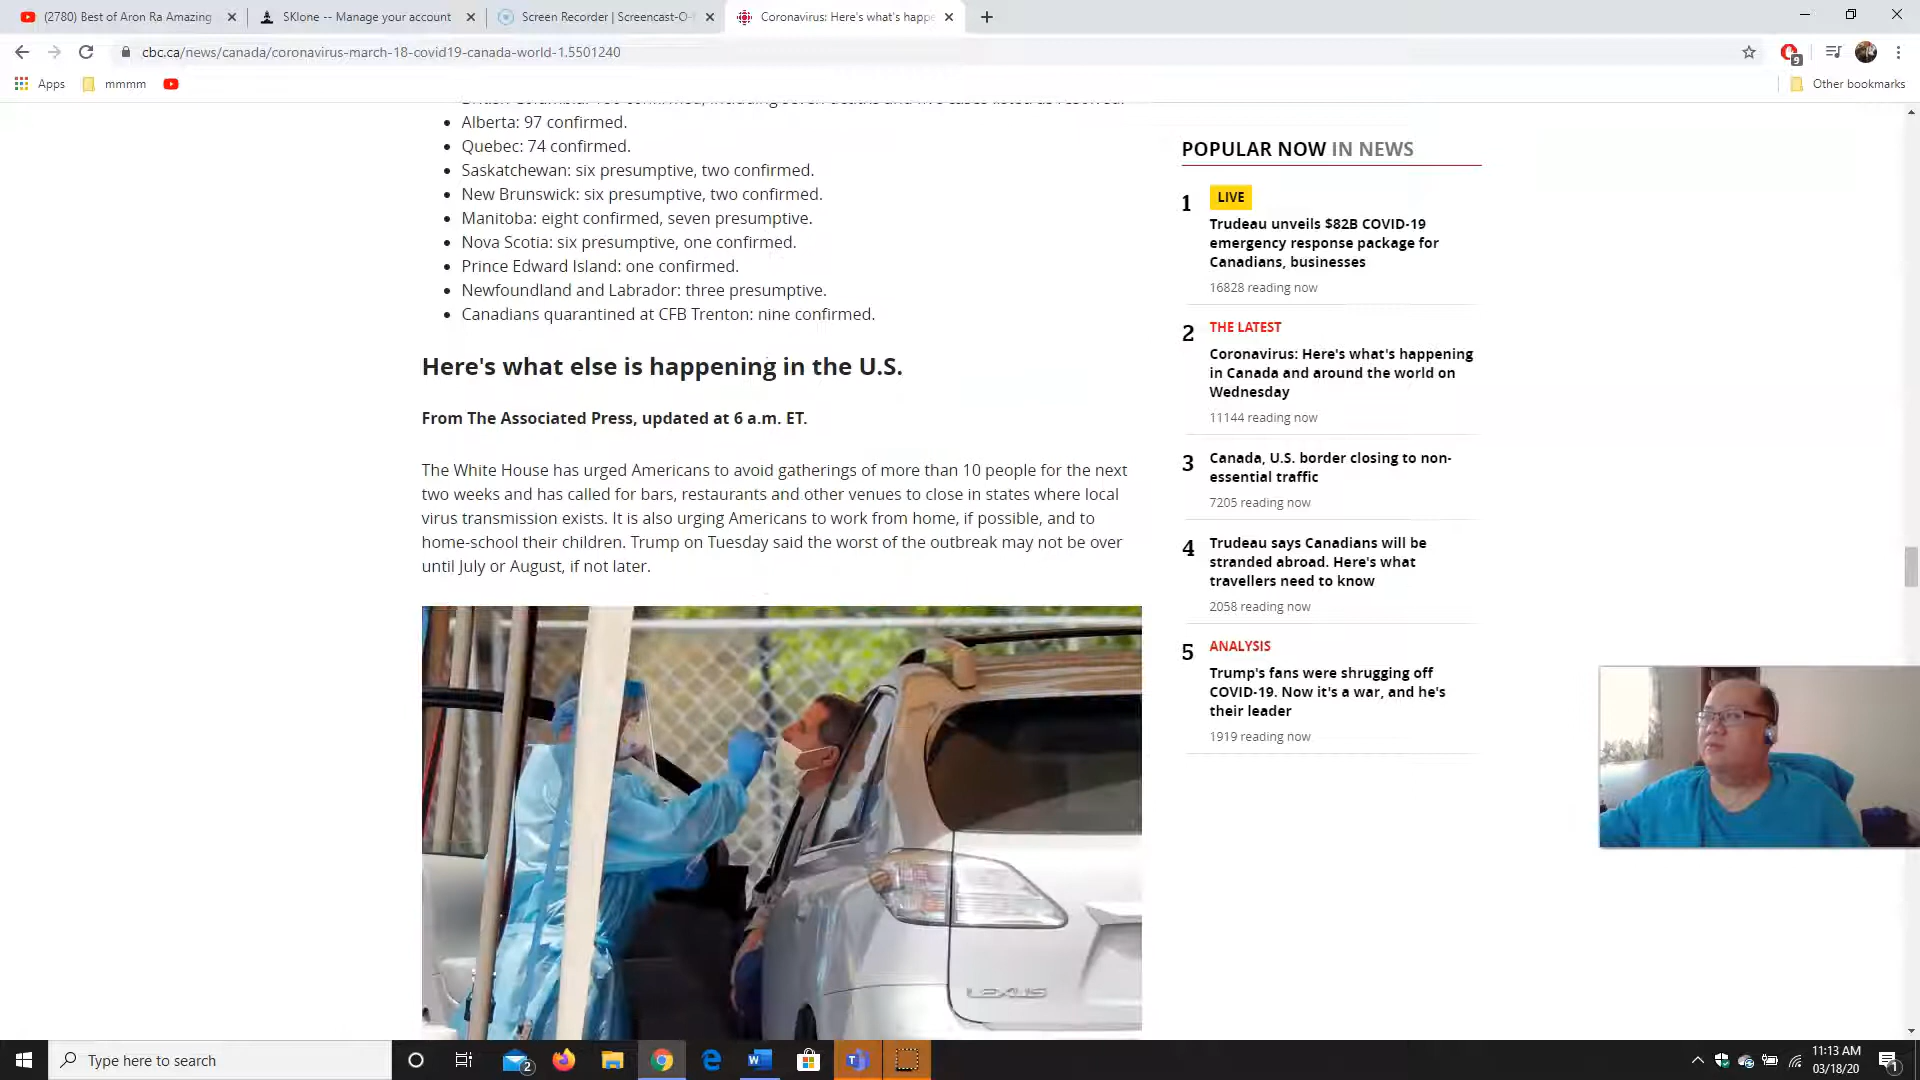 (2780) Best of Aron Ra Amazing
SKlone -- Manage your account
Screen Recorder | Screencast-O-
Coronavirus: Here's what's happe
cbc.ca/news/canada/coronavirus-march-18-covid19-canada-world-1.5501240
9
Apps
mmmm
Other bookmarks
Alberta: 97 confirmed.
Quebec: 74 confirmed.
Saskatchewan: six presumptive, two confirmed.
New Brunswick: six presumptive, two confirmed.
Manitoba: eight confirmed, seven presumptive.
Nova Scotia: six presumptive, one confirmed.
Prince Edward Island: one confirmed.
Newfoundland and Labrador: three presumptive.
Canadians quarantined at CFB Trenton: nine confirmed.
Here's what else is happening in the U.S.
From The Associated Press, updated at 6 a.m. ET.
The White House has urged Americans to avoid gatherings of more than 10 people for the next
two weeks and has called for bars, restaurants and other venues to close in states where local
virus transmission exists. It is also urging Americans to work from home, if possible, and to
home-school their children. Trump on Tuesday said the worst of the outbreak may not be over
until July or August, if not later.
LEXUS
POPULAR NOW IN NEWS
1
LIVE
Trudeau unveils $82B COVID-19
emergency response package for
Canadians, businesses
16828 reading now
2
THE LATEST
Coronavirus: Here's what's happening
in Canada and around the world on
Wednesday
11144 reading now
3
Canada, U.S. border closing to non-
essential traffic
7205 reading now
4
Trudeau says Canadians will be
stranded abroad. Here's what
travellers need to know
2058 reading now
5
ANALYSIS
Trump's fans were shrugging off
COVID-19. Now it's a war, and he's
their leader
1919 reading now
Type here to search
2
11:13 AM
03/18/20
1